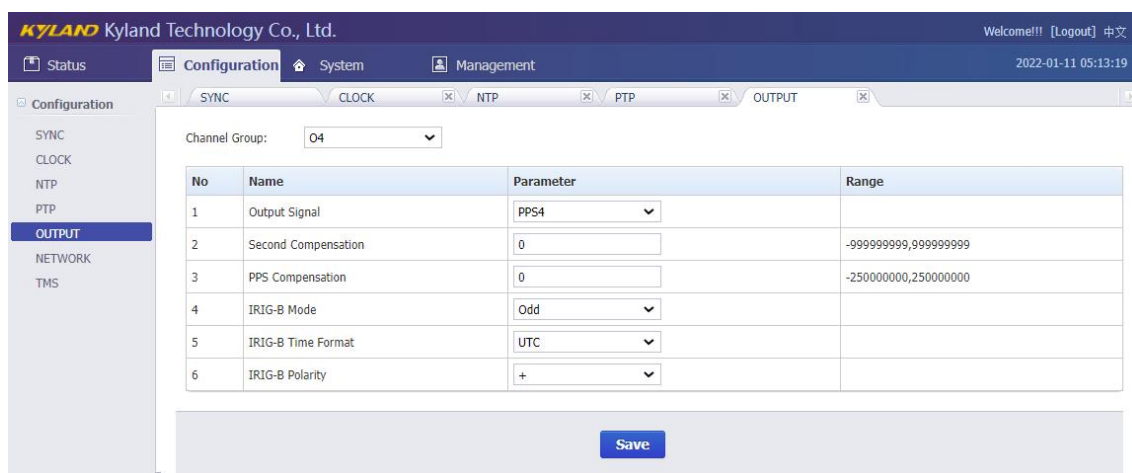 KYLAND Kyland Technology Co., Ltd.
Welcome!!! [Logout] 中文
Status Configuration System Management 2022-01-11 05:13:19
Configuration
SYNC
CLOCK
NTP
PTP
OUTPUT
NETWORK
TMS
SYNC CLOCK NTP PTP OUTPUT
Channel Group: O4
No Name Parameter Range
1 Output Signal PPS4
2 Second Compensation 0 -999999999,999999999
3 PPS Compensation 0 -250000000,250000000
4 IRIG-B Mode Odd
5 IRIG-B Time Format UTC
6 IRIG-B Polarity +
Save